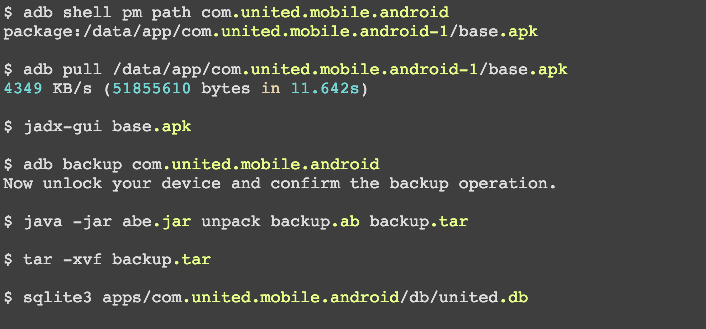 $ adb shell pm path com.united.mobile.android
package:/data/app/com.united.mobile.android-1/base.apk
$ adb pull /data/app/com.united.mobile.android-1/base.apk
4349 KB/s (51855610 bytes in 11.642s)
$ jadx-gui base.apk
$ adb backup com.united.mobile.android
Now unlock your device and confirm the backup operation.
$ java -jar abe.jar unpack backup.ab backup.tar
$ tar -xvf backup.tar
$ sqlite3 apps/com.united.mobile.android/db/united.db